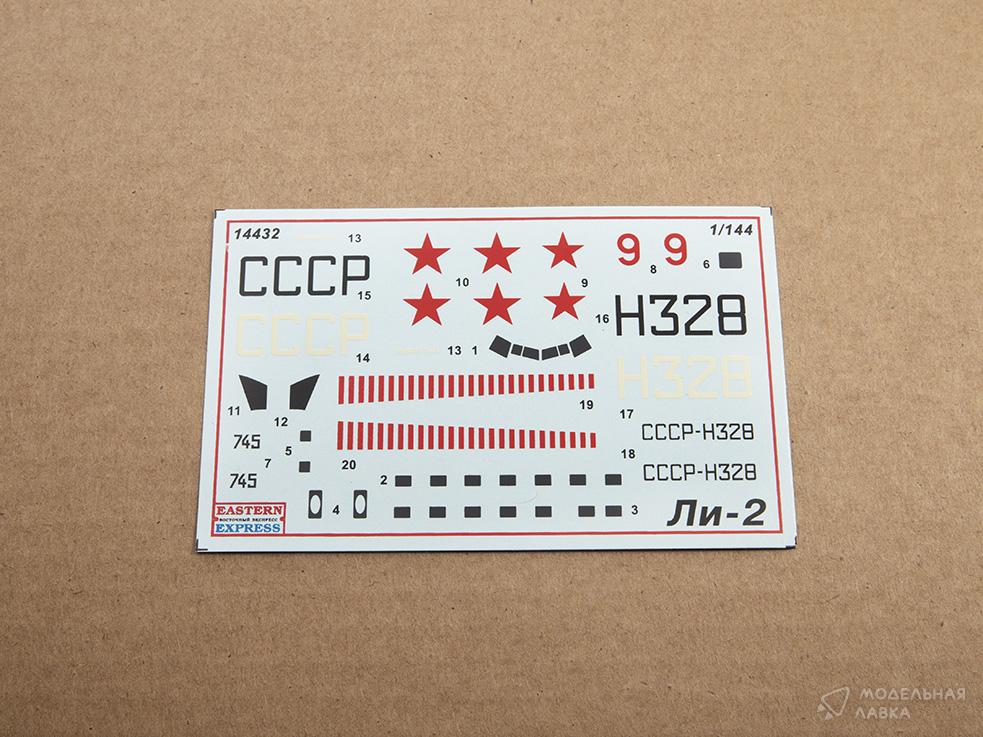 14432
13
9 9
8
6
1/144
СССР
15
10
9
16
Н328
СССР
14
13
1
Н328
11
12
19
17
745
5
СССР-Н328
7
20
18
745
2
СССР-Н328
4
3
EASTERN
ВОСТОЧНЫЙ ЭКСПРЕСС
EXPRESS
Ли-2
МОДЕЛЬНАЯ
ЛАВКА